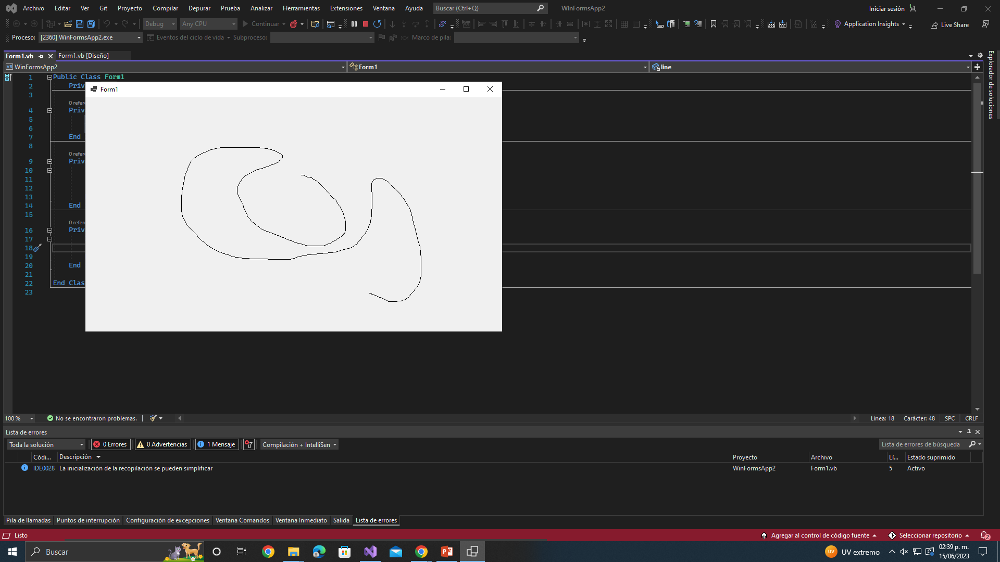 Archivo Editar Ver Git Proyecto Compilar Depurar Prueba Analizar Herramientas Extensiones Ventana Ayuda Buscar (Ctrl+Q) WinFormsApp2 Iniciar sesión
Debug Any CPU Continuar Application Insights Live Share
Proceso: [2360] WinFormsApp2.exe Eventos del ciclo de vida Subproceso: Marco de pila:
Form1.vb Form1.vb [Diseño]
Explorador de soluciones
VB WinFormsApp2 Form1 line
1 Public Class Form1
2 Priv
Form1
3
0 refere
4 Priv
5
6
7 End
8
0 refere
9 Priv
10
11
12
13
14 End
15
0 refere
16 Priv
17
18
19
20 End
21
22 End Clas
23
100 % No se encontraron problemas. Línea: 18 Carácter: 48 SPC CRLF
Lista de errores
Toda la solución 0 Errores 0 Advertencias 1 Mensaje Compilación + IntelliSen Lista de errores de búsqueda
Códi... Descripción Proyecto Archivo Lí... Estado suprimido
IDE0028 La inicialización de la recopilación se pueden simplificar WinFormsApp2 Form1.vb 5 Activo
Pila de llamadas Puntos de interrupción Configuración de excepciones Ventana Comandos Ventana Inmediato Salida Lista de errores
Listo Agregar al control de código fuente Seleccionar repositorio 2
Buscar UV UV extremo 02:39 p. m.
15/06/2023